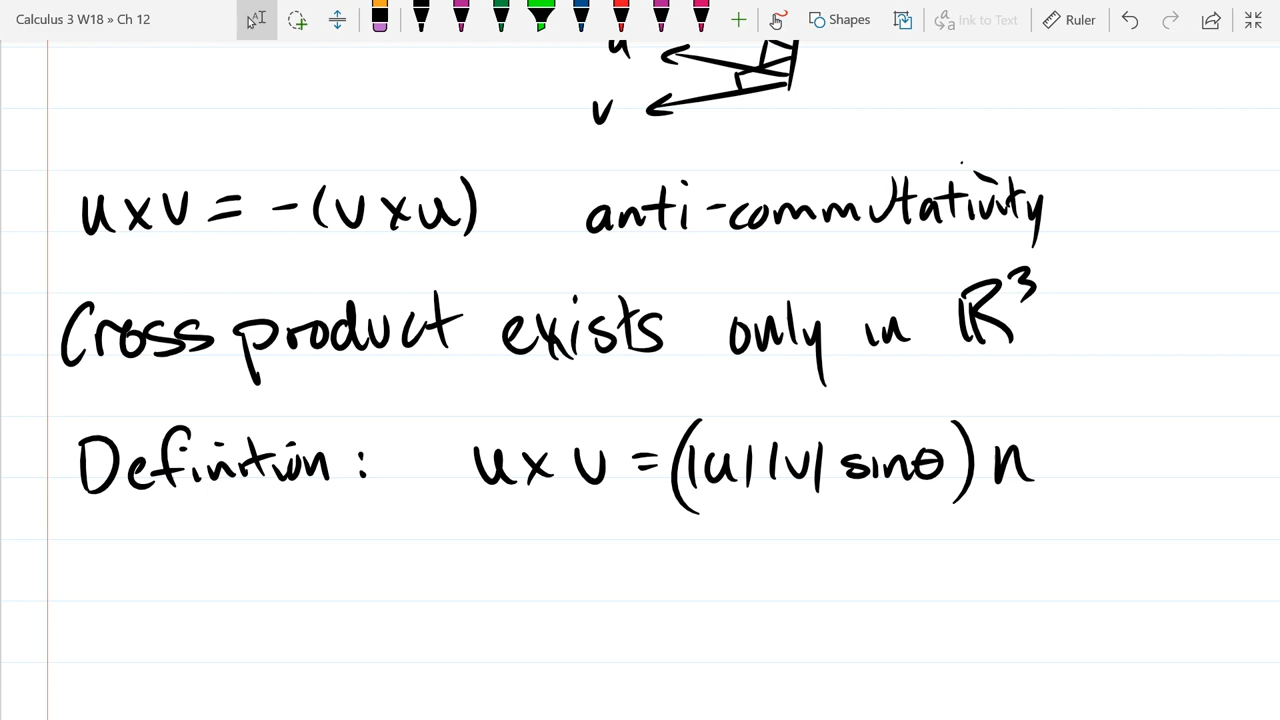 Calculus 3 W18 » Ch 12
Shapes
Ink to Text
Ruler
u
v
u×v = -(v×u) anti-commutativity
Cross product exists only in ℝ³
Definition: u×v = (|u||v| sinθ) n